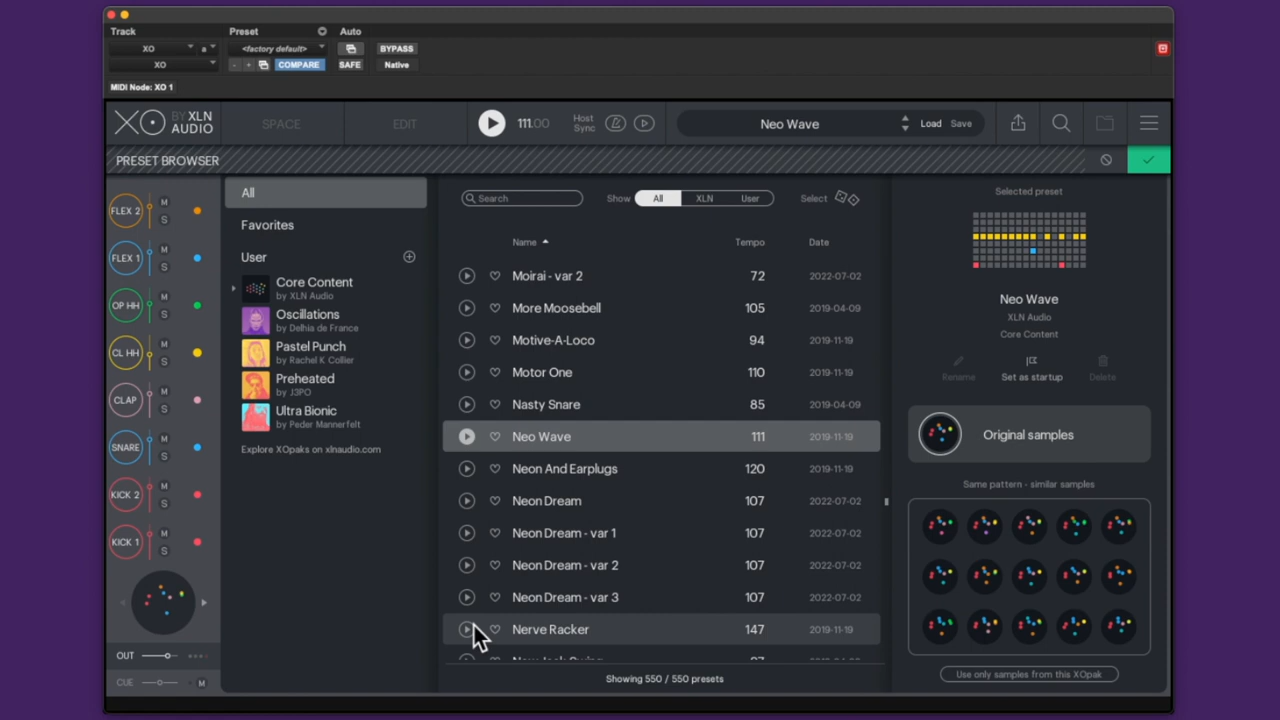 Track
Preset
Auto
XO
a
<factory default>
BYPASS
XO
- +
COMPARE
SAFE
Native
MIDI Node: XO 1
XO BY XLN AUDIO
SPACE
EDIT
111.00
Host Sync
Neo Wave
Load
Save
PRESET BROWSER
FLEX 2
M
S
FLEX 1
M
S
OP HH
M
S
CL HH
M
S
CLAP
M
S
SNARE
M
S
KICK 2
M
S
KICK 1
M
S
OUT
CUE
M
All
Favorites
User
Core Content
by XLN Audio
Oscillations
by Delhia de France
Pastel Punch
by Rachel K Collier
Preheated
by J3PO
Ultra Bionic
by Peder Mannerfelt
Explore XOpaks on xlnaudio.com
Search
Show
All
XLN
User
Select
Name
Tempo
Date
Moirai - var 2 72 2022-07-02
More Moosebell 105 2019-04-09
Motive-A-Loco 94 2019-11-19
Motor One 110 2019-11-19
Nasty Snare 85 2019-04-09
Neo Wave 111 2019-11-19
Neon And Earplugs 120 2019-11-19
Neon Dream 107 2022-07-02
Neon Dream - var 1 107 2022-07-02
Neon Dream - var 2 107 2022-07-02
Neon Dream - var 3 107 2022-07-02
Nerve Racker 147 2019-11-19
Showing 550 / 550 presets
Selected preset
Neo Wave
XLN Audio
Core Content
Rename
Set as startup
Delete
Original samples
Same pattern - similar samples
Use only samples from this XOpak